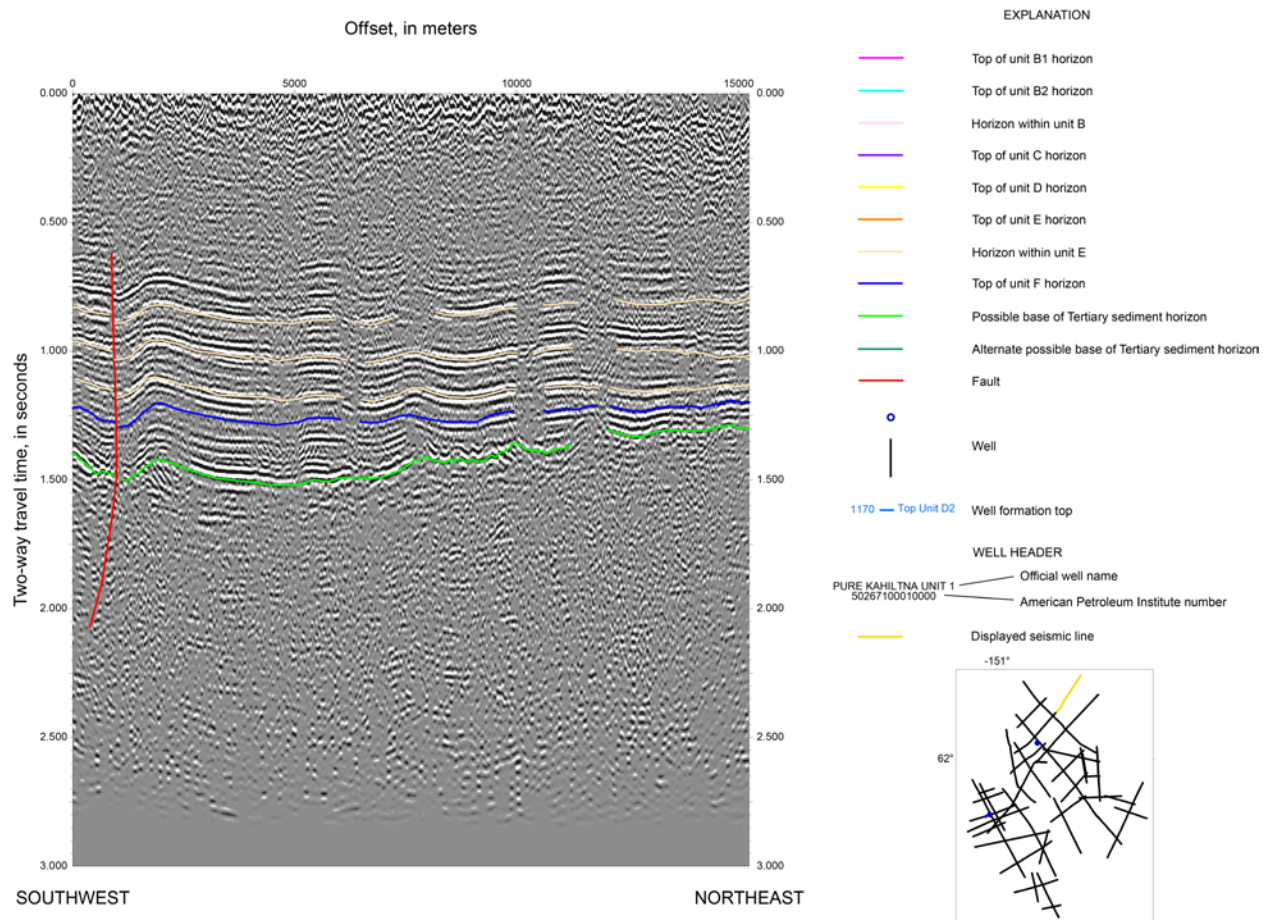 Offset, in meters
0
5000
10000
15000
0.000
0.500
1.000
1.500
2.000
2.500
3.000
Two-way travel time, in seconds
0.000
0.500
1.000
1.500
2.000
2.500
3.000
SOUTHWEST
NORTHEAST
EXPLANATION
Top of unit B1 horizon
Top of unit B2 horizon
Horizon within unit B
Top of unit C horizon
Top of unit D horizon
Top of unit E horizon
Horizon within unit E
Top of unit F horizon
Possible base of Tertiary sediment horizon
Alternate possible base of Tertiary sediment horizon
Fault
Well
1170 Top Unit D2 Well formation top
WELL HEADER
PURE KAHILTNA UNIT 1
50267100010000
Official well name
American Petroleum Institute number
Displayed seismic line
-151°
62°